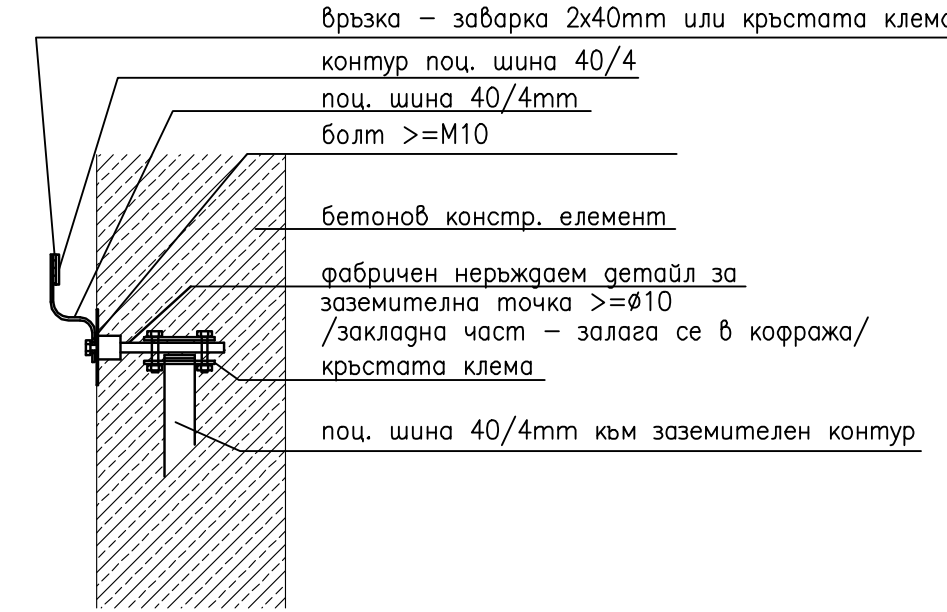 връзка – заварка 2x40mm или кръстата клема
контур поц. шина 40/4
поц. шина 40/4mm
болт >=M10
бетонов констр. елемент
фабричен неръждаем детайл за
заземителна точка >=ø10
/закладна част – залага се в кофража/
кръстата клема
поц. шина 40/4mm към заземителен контур